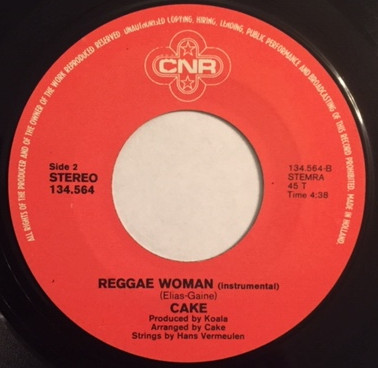 ALL RIGHTS OF THE PRODUCER AND OF THE OWNER OF THE WORK REPRODUCED RESERVED UNAUTHORISED COPYING, HIRING, LENDING, PUBLIC PERFORMANCE AND BROADCASTING OF THIS RECORD PROHIBITED. MADE IN HOLLAND.
CNR
Side 2
STEREO
134.564
134.564-B
STEMRA
45 T
Time 4:38
REGGAE WOMAN (instrumental)
(Elias-Gaine)
CAKE
Produced by Koala
Arranged by Cake
Strings by Hans Vermeulen